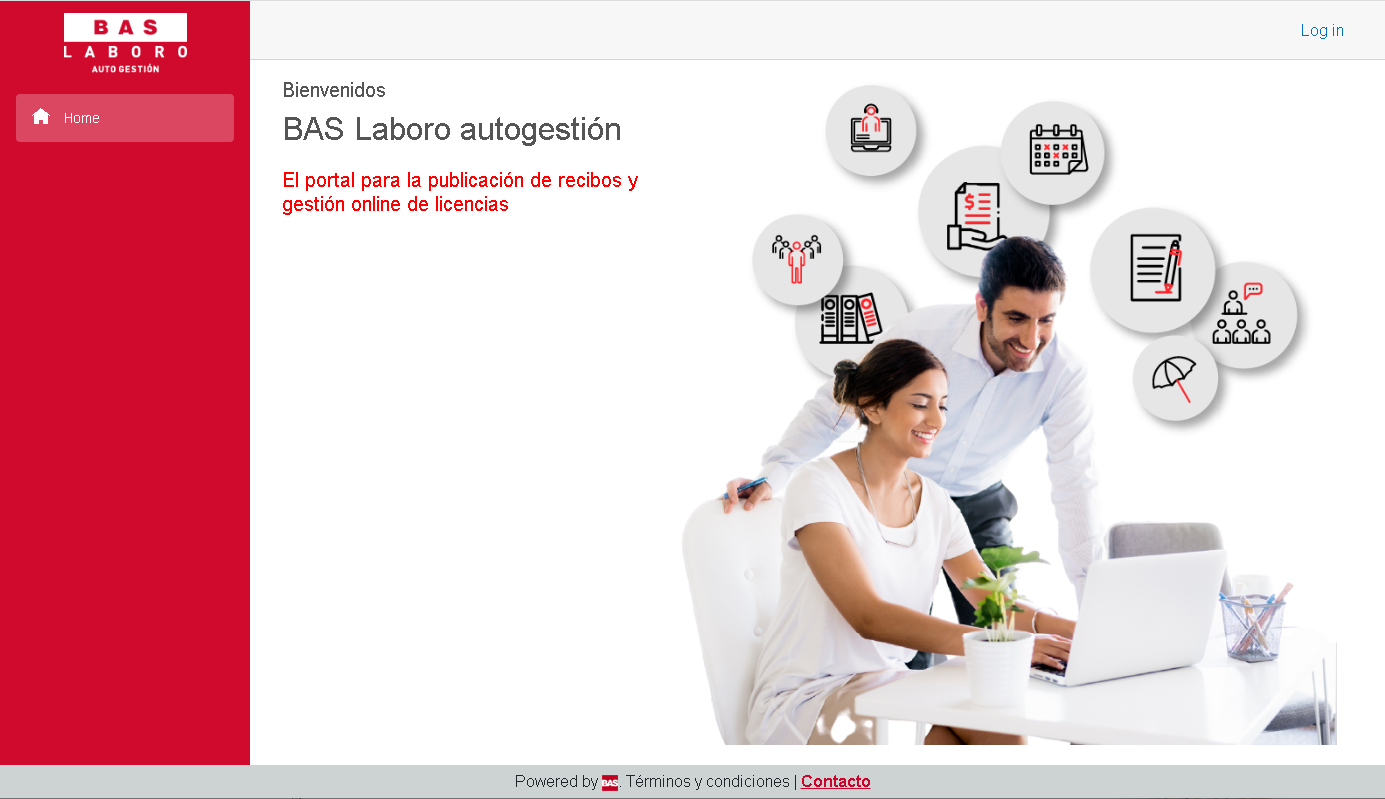 BAS
LABORO
AUTO GESTIÓN
Log in
Home
Bienvenidos
BAS Laboro autogestión
El portal para la publicación de recibos y
gestión online de licencias
$
Powered by BAS. Términos y condiciones | Contacto